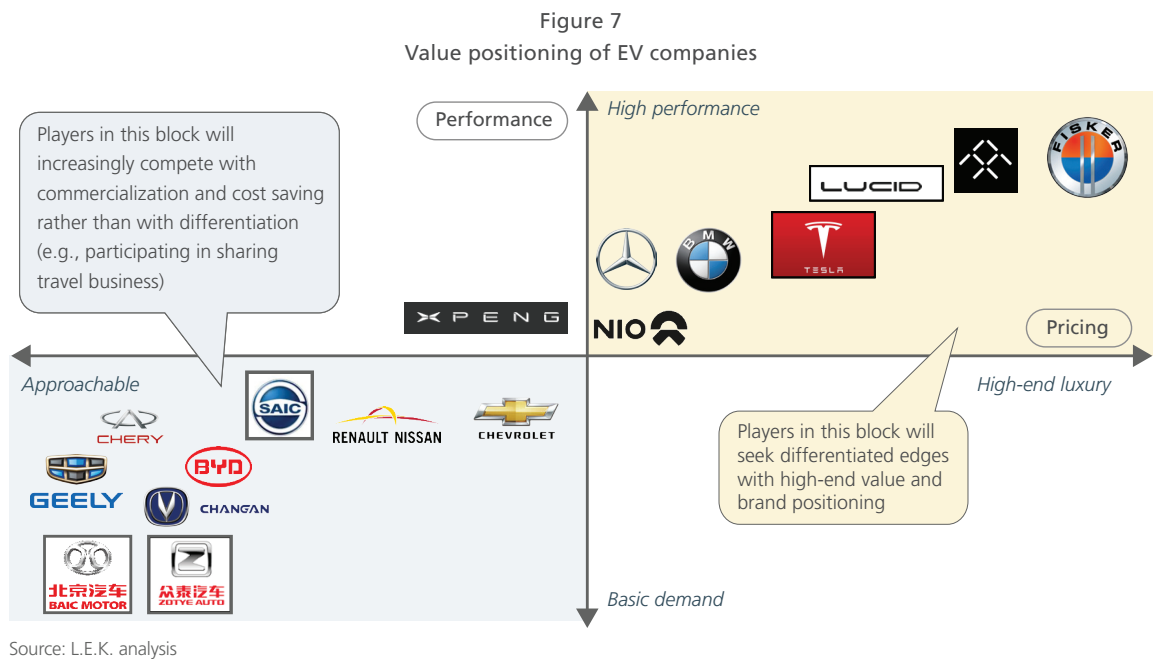 Figure 7
Value positioning of EV companies
Players in this block will
increasingly compete with
commercialization and cost saving
rather than with differentiation
(e.g., participating in sharing
travel business)
Performance
High performance
FISKER
LUCID
BMW
TESLA
XPENG
NIO
Pricing
Approachable
High-end luxury
SAIC
CHERY
RENAULT NISSAN
CHEVROLET
BYD
GEELY
CHANGAN
Players in this block will
seek differentiated edges
with high-end value and
brand positioning
北京汽车
BAIC MOTOR
众泰汽车
ZOTYE AUTO
Basic demand
Source: L.E.K. analysis